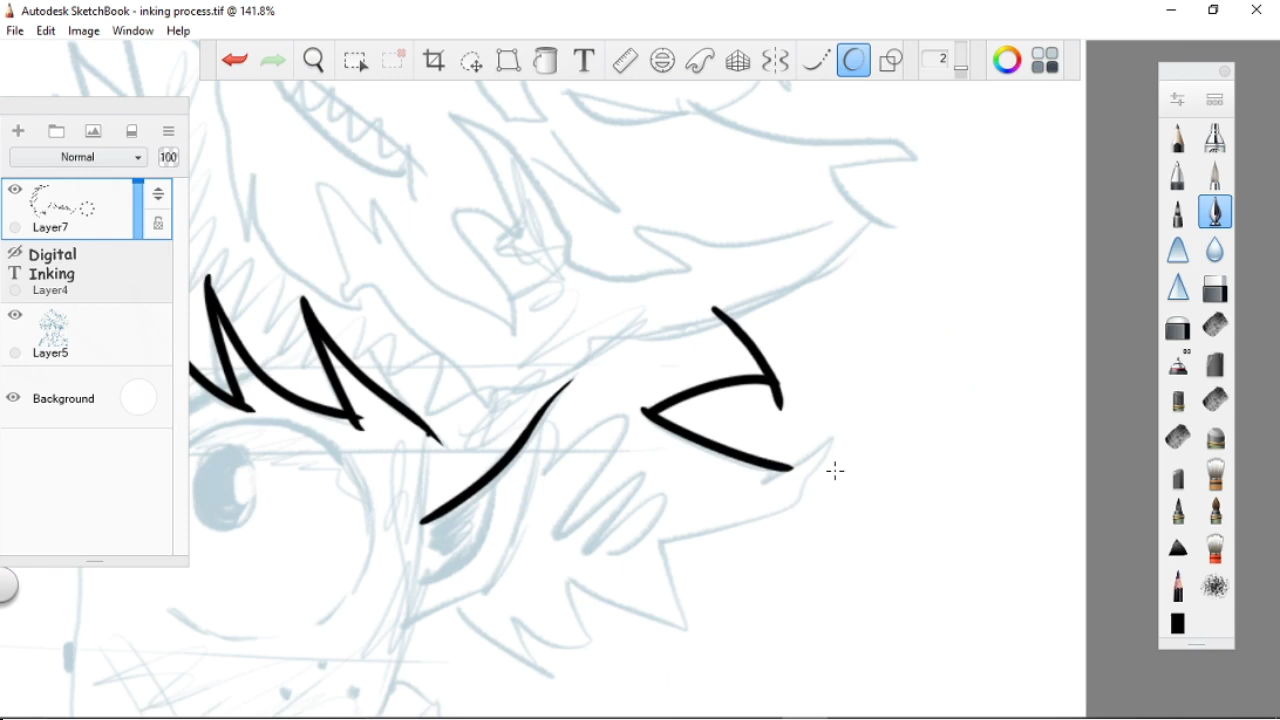 Autodesk SketchBook - inking process.tif @ 141.8%
File Edit Image Window Help
T 2
Normal 100
Layer7
Digital
T Inking
Layer4
Layer5
Background